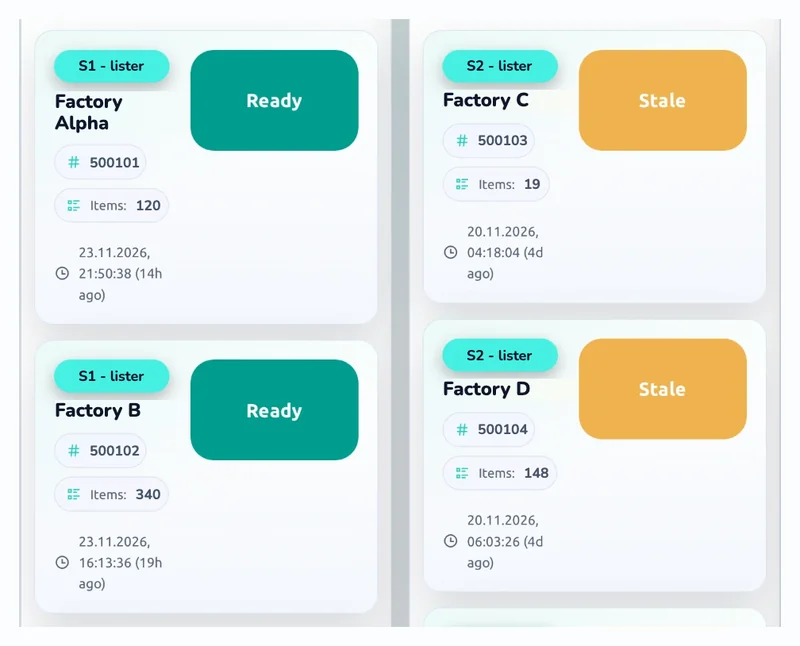 S1 - lister
Ready
Factory
Alpha
# 500101
Items: 120
23.11.2026,
21:50:38 (14h
ago)
S1 - lister
Ready
Factory B
# 500102
Items: 340
23.11.2026,
16:13:36 (19h
ago)
S2 - lister
Stale
Factory C
# 500103
Items: 19
20.11.2026,
04:18:04 (4d
ago)
S2 - lister
Stale
Factory D
# 500104
Items: 148
20.11.2026,
06:03:26 (4d
ago)